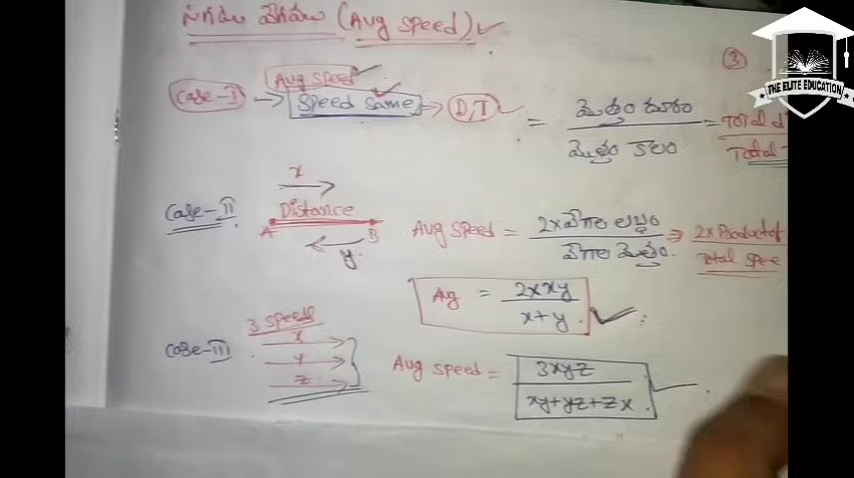 సగటు వేగము (Avg speed)
3
THE ELITE EDUCATION
Avg speed
Case-I → Speed Same → D,T
= మొత్తం దూరం / మొత్తం కాలం = Total
Total
x
Case-II Distance
A B
y
Avg speed = 2x వేగాల లబ్దం / వేగాల మొత్తం ⇒ 2x Product of
Total Spee
Avg = 2xxy / x+y
3 speeds
Case-III x
y
z
Avg speed = 3xyz / xy+yz+zx